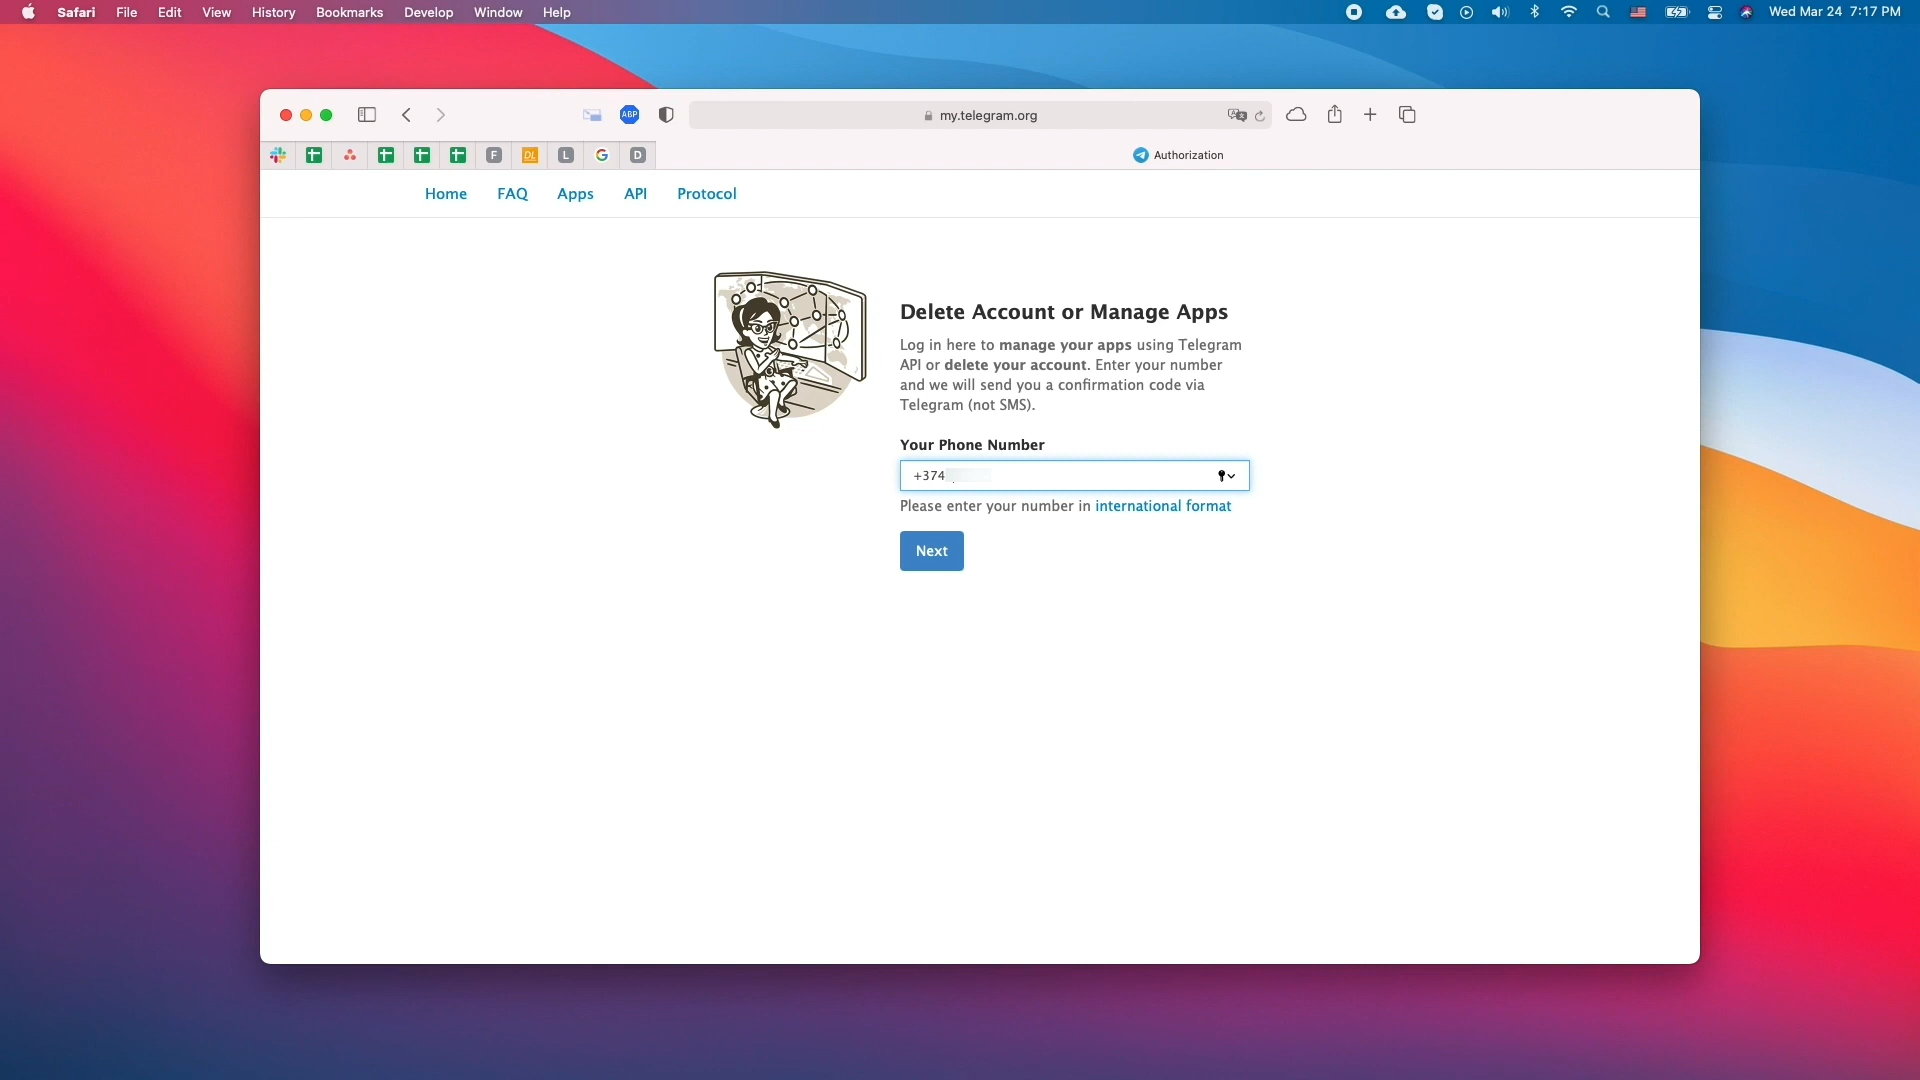 Safari File Edit View History Bookmarks Develop Window Help Wed Mar 24 7:17 PM
ABP my.telegram.org
F DL L G D Authorization
Home FAQ Apps API Protocol
Delete Account or Manage Apps
Log in here to manage your apps using Telegram
API or delete your account. Enter your number
and we will send you a confirmation code via
Telegram (not SMS).
Your Phone Number
+374
Please enter your number in international format
Next